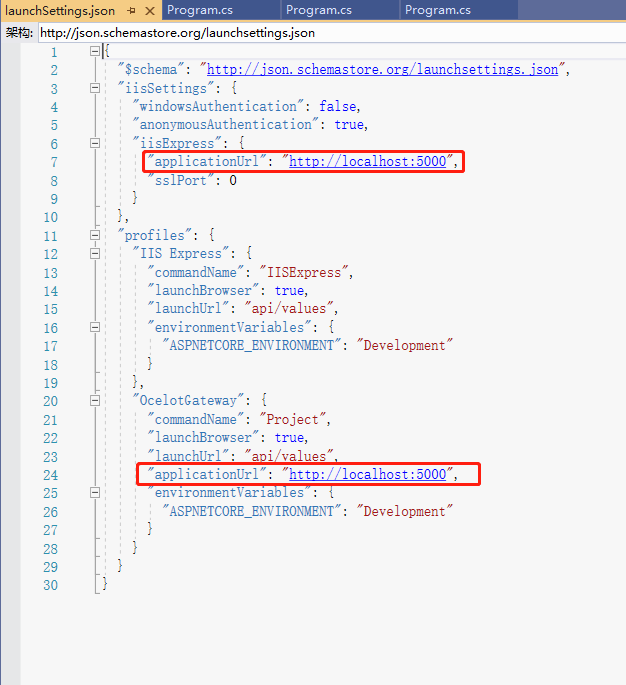 launchSettings.json Program.cs Program.cs Program.cs
架构: http://json.schemastore.org/launchsettings.json
1 {
2 "$schema": "http://json.schemastore.org/launchsettings.json",
3 "iisSettings": {
4 "windowsAuthentication": false,
5 "anonymousAuthentication": true,
6 "iisExpress": {
7 "applicationUrl": "http://localhost:5000",
8 "sslPort": 0
9 }
10 },
11 "profiles": {
12 "IIS Express": {
13 "commandName": "IISExpress",
14 "launchBrowser": true,
15 "launchUrl": "api/values",
16 "environmentVariables": {
17 "ASPNETCORE_ENVIRONMENT": "Development"
18 }
19 },
20 "OcelotGateway": {
21 "commandName": "Project",
22 "launchBrowser": true,
23 "launchUrl": "api/values",
24 "applicationUrl": "http://localhost:5000",
25 "environmentVariables": {
26 "ASPNETCORE_ENVIRONMENT": "Development"
27 }
28 }
29 }
30 }